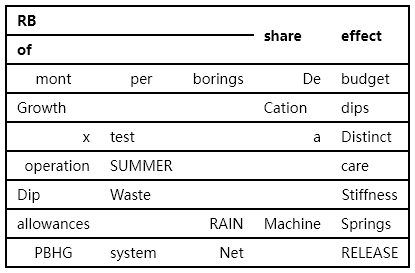 RB share effect
of
mont per borings De budget
Growth Cation dips
x test a Distinct
operation SUMMER care
Dip Waste Stiffness
allowances RAIN Machine Springs
PBHG system Net RELEASE